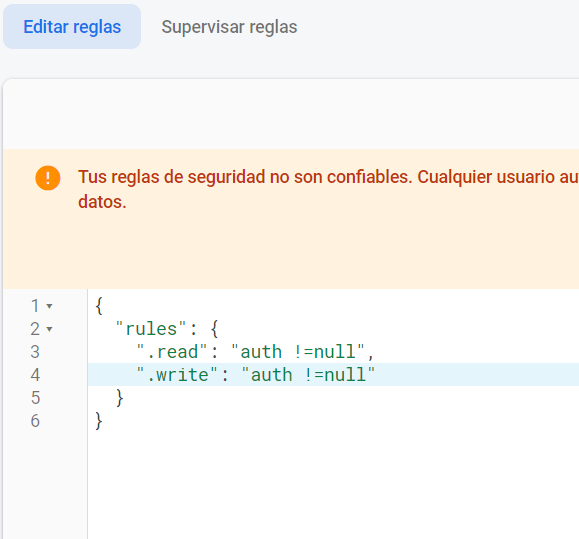 Editar reglas Supervisar reglas
Tus reglas de seguridad no son confiables. Cualquier usuario
datos.
1 {
2 "rules": {
3 ".read": "auth !=null",
4 ".write": "auth !=null"
5 }
6 }